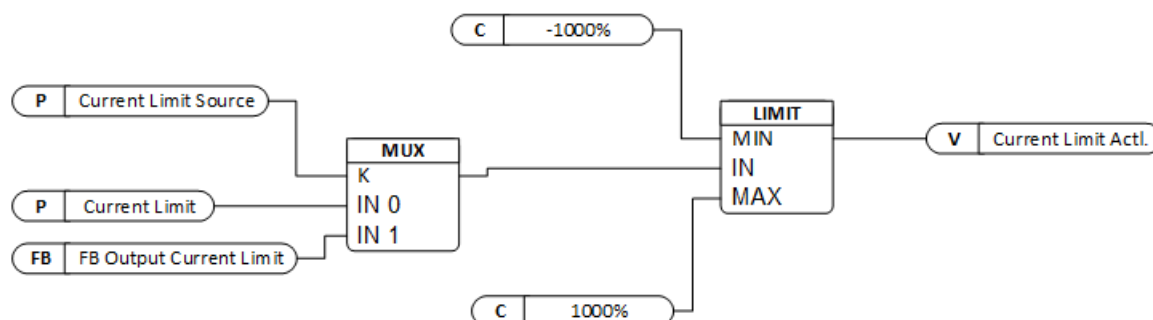 C -1000%
P Current Limit Source
LIMIT
MUX
MIN
V Current Limit Actl.
K
IN
P Current Limit
IN 0
MAX
IN 1
FB FB Output Current Limit
C 1000%